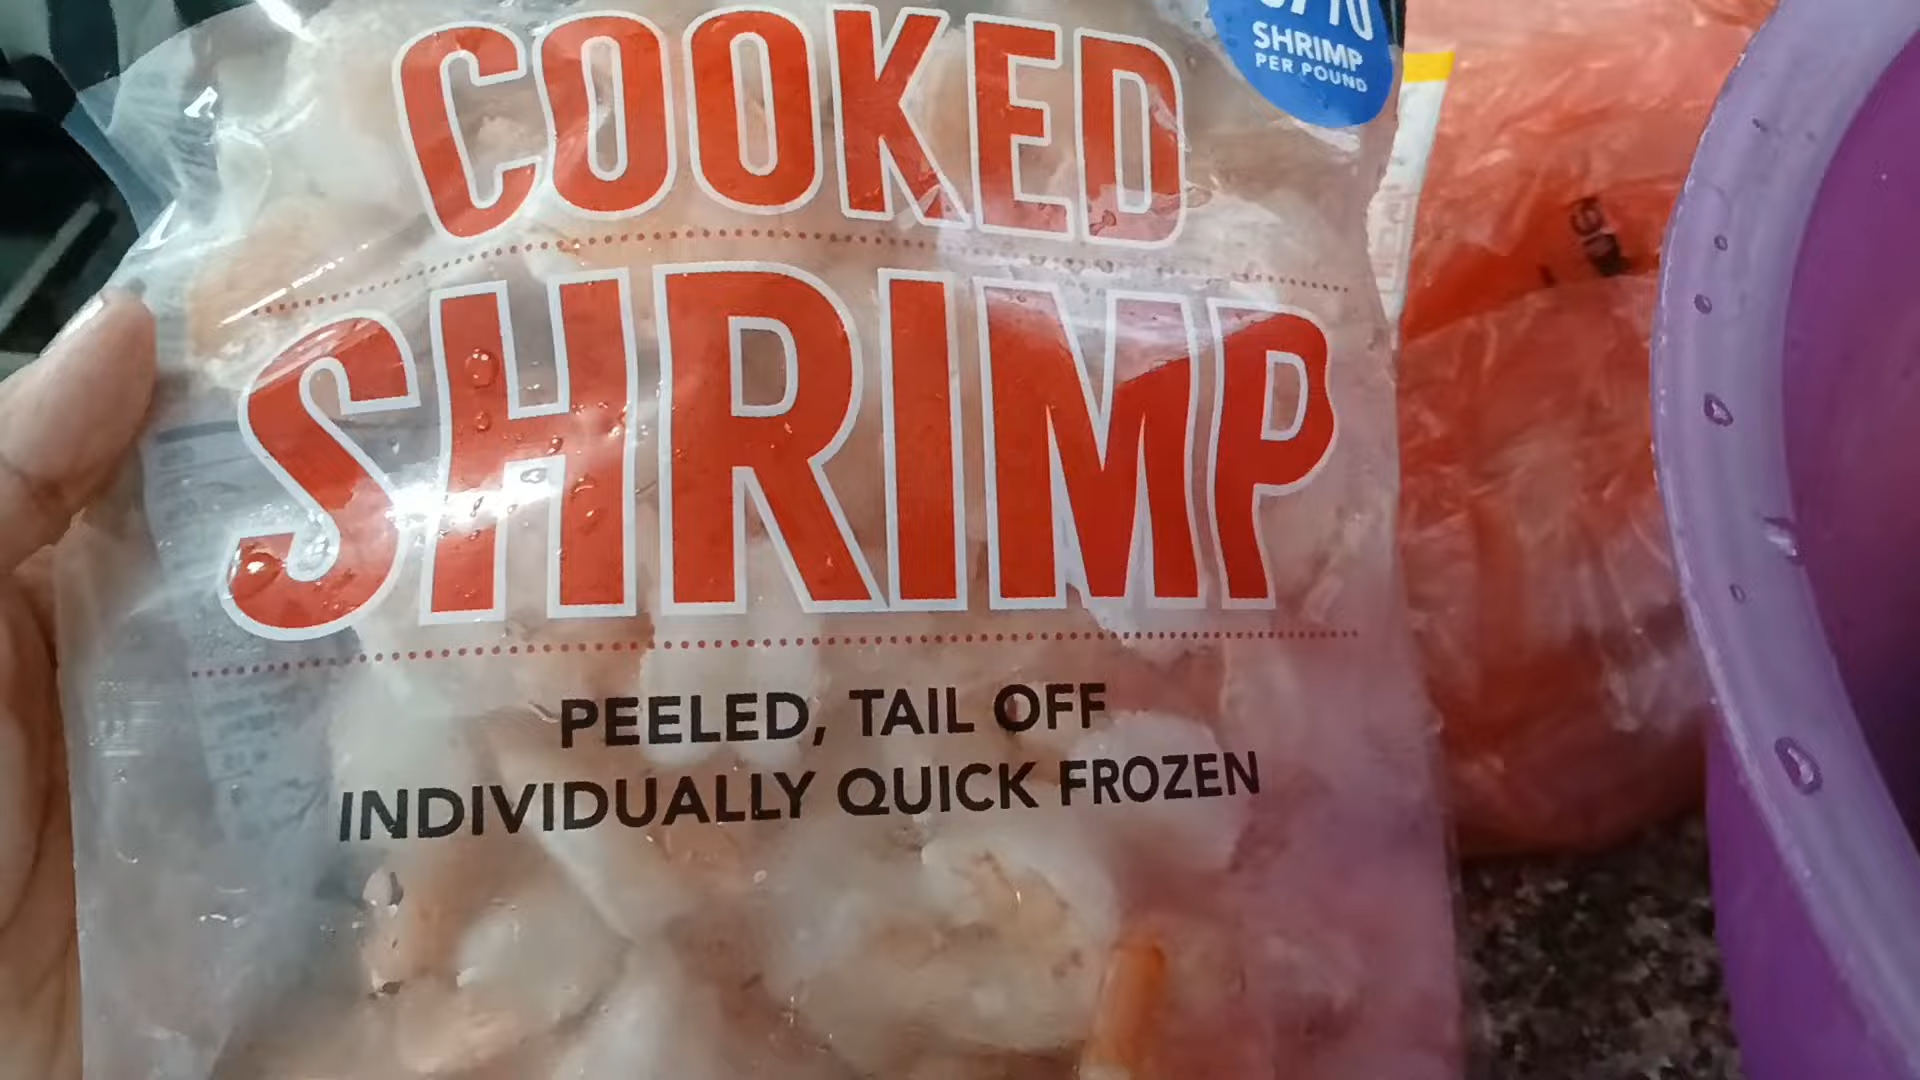 SHRIMP
PER POUND
COOKED
SHRIMP
PEELED, TAIL OFF
INDIVIDUALLY QUICK FROZEN